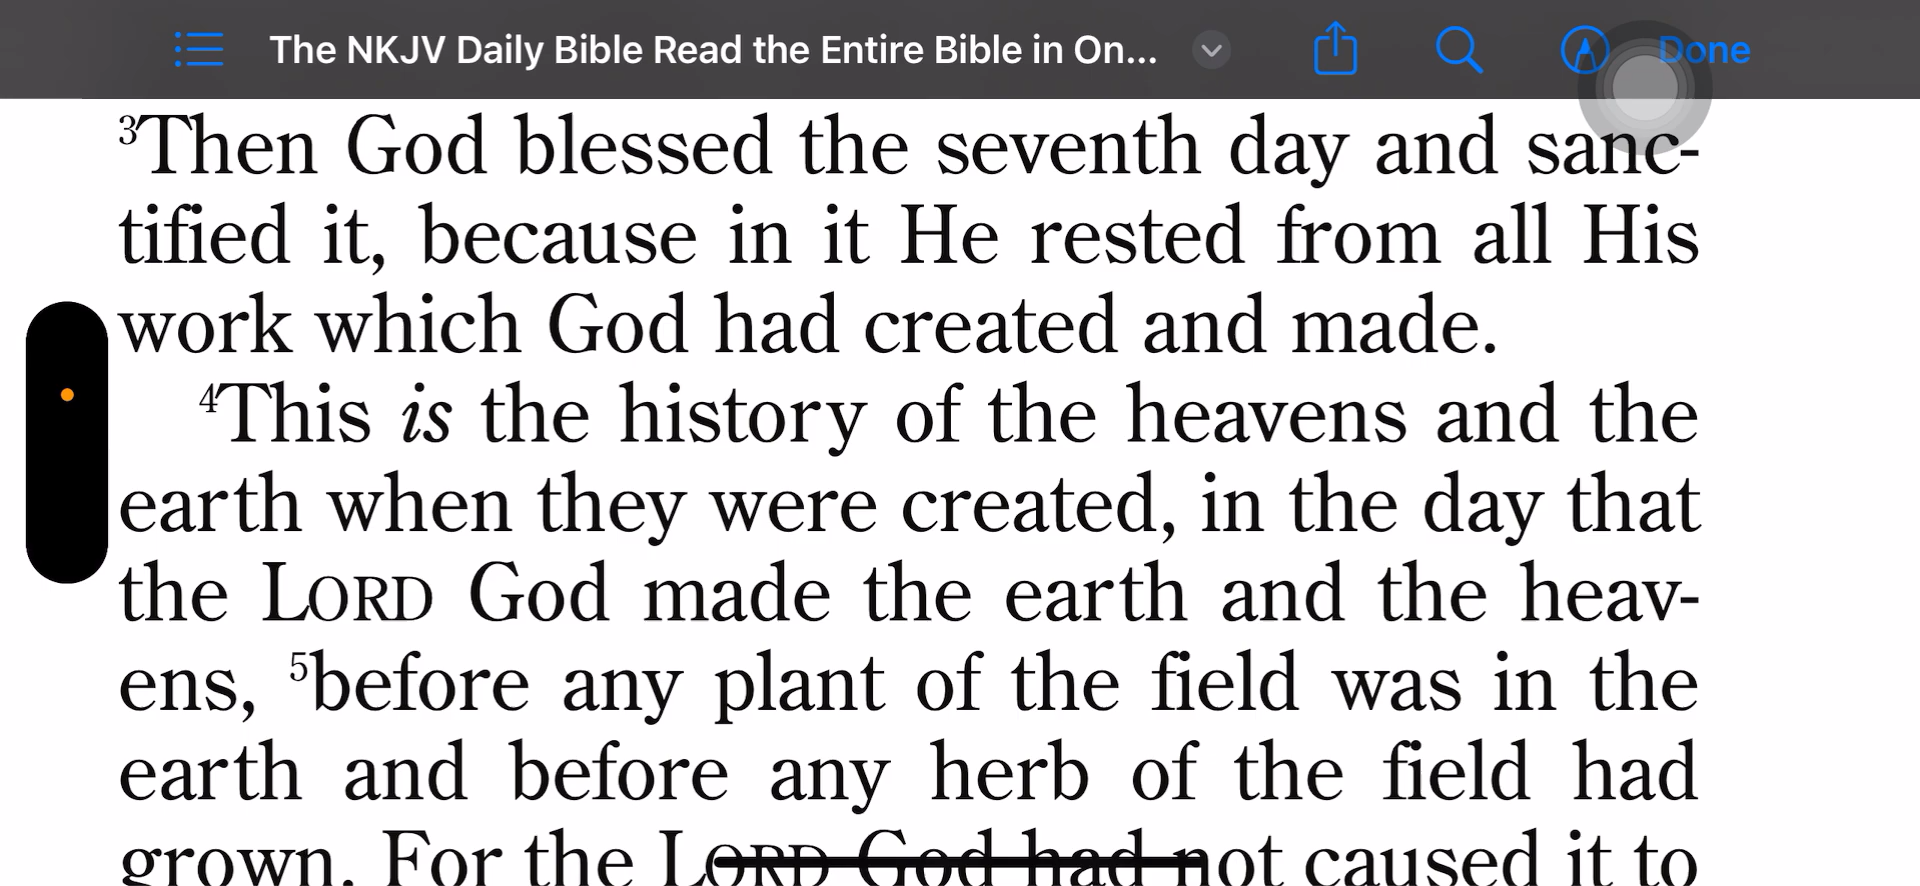 The NKJV Daily Bible Read the Entire Bible in On...
Done
³Then God blessed the seventh day and sanc-
tified it, because in it He rested from all His
work which God had created and made.
⁴This is the history of the heavens and the
earth when they were created, in the day that
the LORD God made the earth and the heav-
ens, ⁵before any plant of the field was in the
earth and before any herb of the field had
grown. For the LORD God had not caused it to